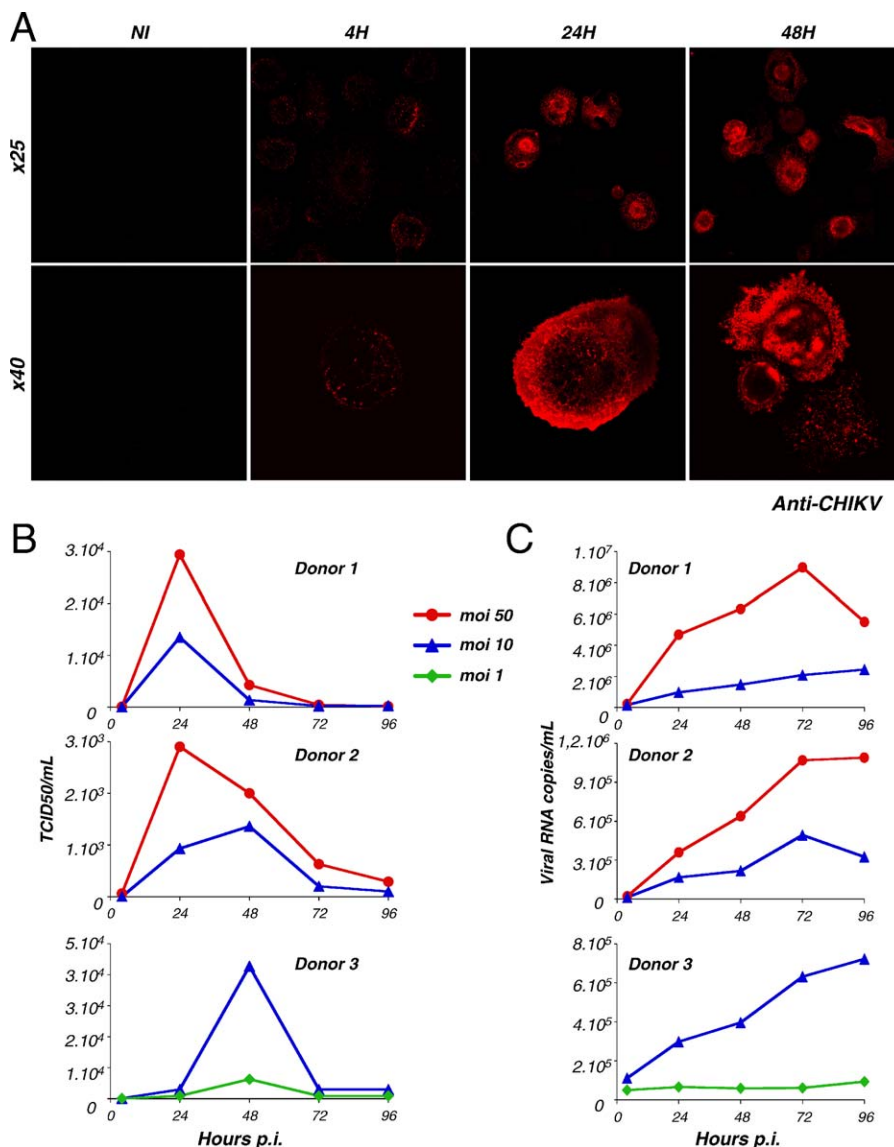 A
NI 4H 24H 48H
x25
x40
Anti-CHIKV
B
3.10⁴
2.10⁴
1.10⁴
0
Donor 1
0 24 48 72 96
moi 50
moi 10
moi 1
3.10³
2.10³
1.10³
0
Donor 2
0 24 48 72 96
TCID50/mL
5.10⁴
4.10⁴
3.10⁴
2.10⁴
1.10⁴
0
Donor 3
0 24 48 72 96
Hours p.i.
C
1.10⁷
8.10⁶
6.10⁶
4.10⁶
2.10⁶
0
Donor 1
0 24 48 72 96
1,2.10⁶
9.10⁵
6.10⁵
3.10⁵
0
Donor 2
0 24 48 72 96
Viral RNA copies/mL
8.10⁵
6.10⁵
4.10⁵
2.10⁵
0
Donor 3
0 24 48 72 96
Hours p.i.